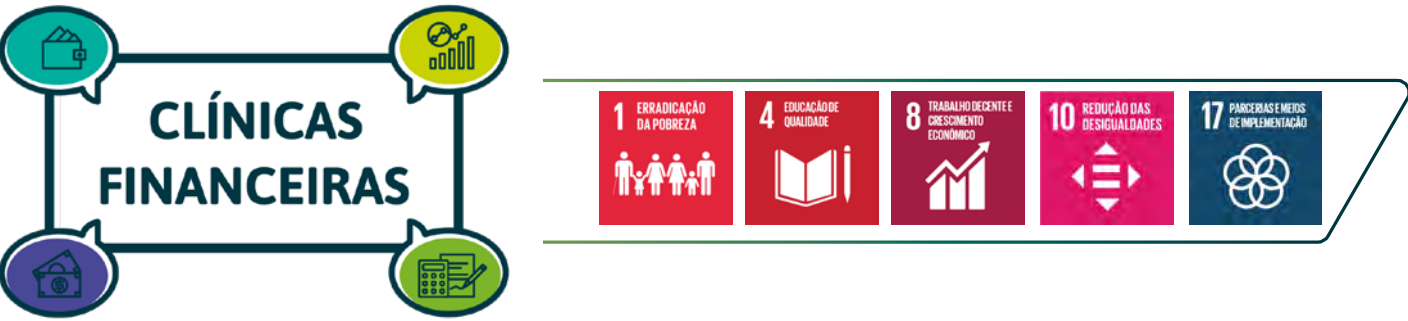 CLÍNICAS
FINANCEIRAS
1 ERRADICAÇÃO
DA POBREZA
4 EDUCAÇÃO DE
QUALIDADE
8 TRABALHO DECENTE E
CRESCIMENTO
ECONÔMICO
10 REDUÇÃO DAS
DESIGUALDADES
17 PARCERIAS E MEIOS
DE IMPLEMENTAÇÃO